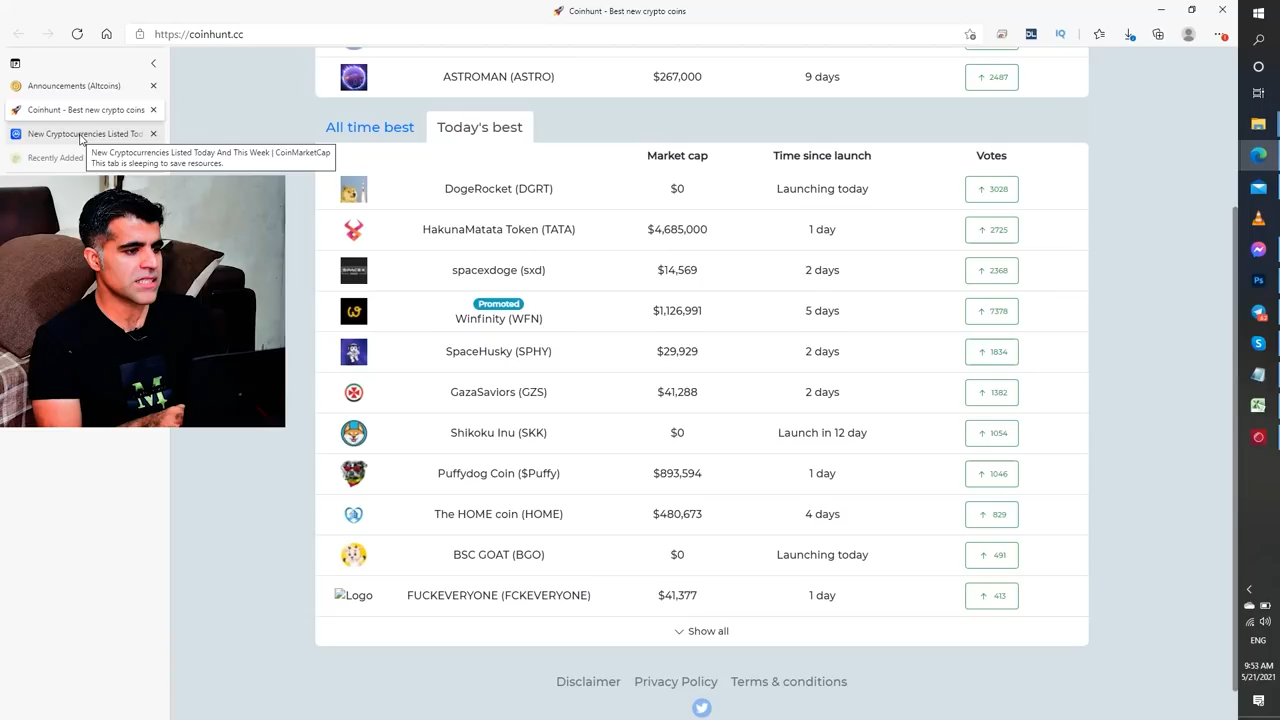 Coinhunt - Best new crypto coins
https://coinhunt.cc
Announcements (Altcoins)
Coinhunt - Best new crypto coins
New Cryptocurrencies Listed Tod
Recently Added
New Cryptocurrencies Listed Today And This Week | CoinMarketCap
This tab is sleeping to save resources.
ASTROMAN (ASTRO) $267,000 9 days 2487
All time best Today's best
Market cap Time since launch Votes
DogeRocket (DGRT) $0 Launching today 3028
HakunaMatata Token (TATA) $4,685,000 1 day 2725
spacexdoge (sxd) $14,569 2 days 2368
Promoted
Winfinity (WFN) $1,126,991 5 days 7378
SpaceHusky (SPHY) $29,929 2 days 1834
GazaSaviors (GZS) $41,288 2 days 1382
Shikoku Inu (SKK) $0 Launch in 12 day 1054
Puffydog Coin ($Puffy) $893,594 1 day 1046
The HOME coin (HOME) $480,673 4 days 829
BSC GOAT (BGO) $0 Launching today 491
Logo FUCKEVERYONE (FCKEVERYONE) $41,377 1 day 413
Show all
Disclaimer Privacy Policy Terms & conditions
DL
IQ
M
Ps
S
ENG
9:53 AM
5/21/2021